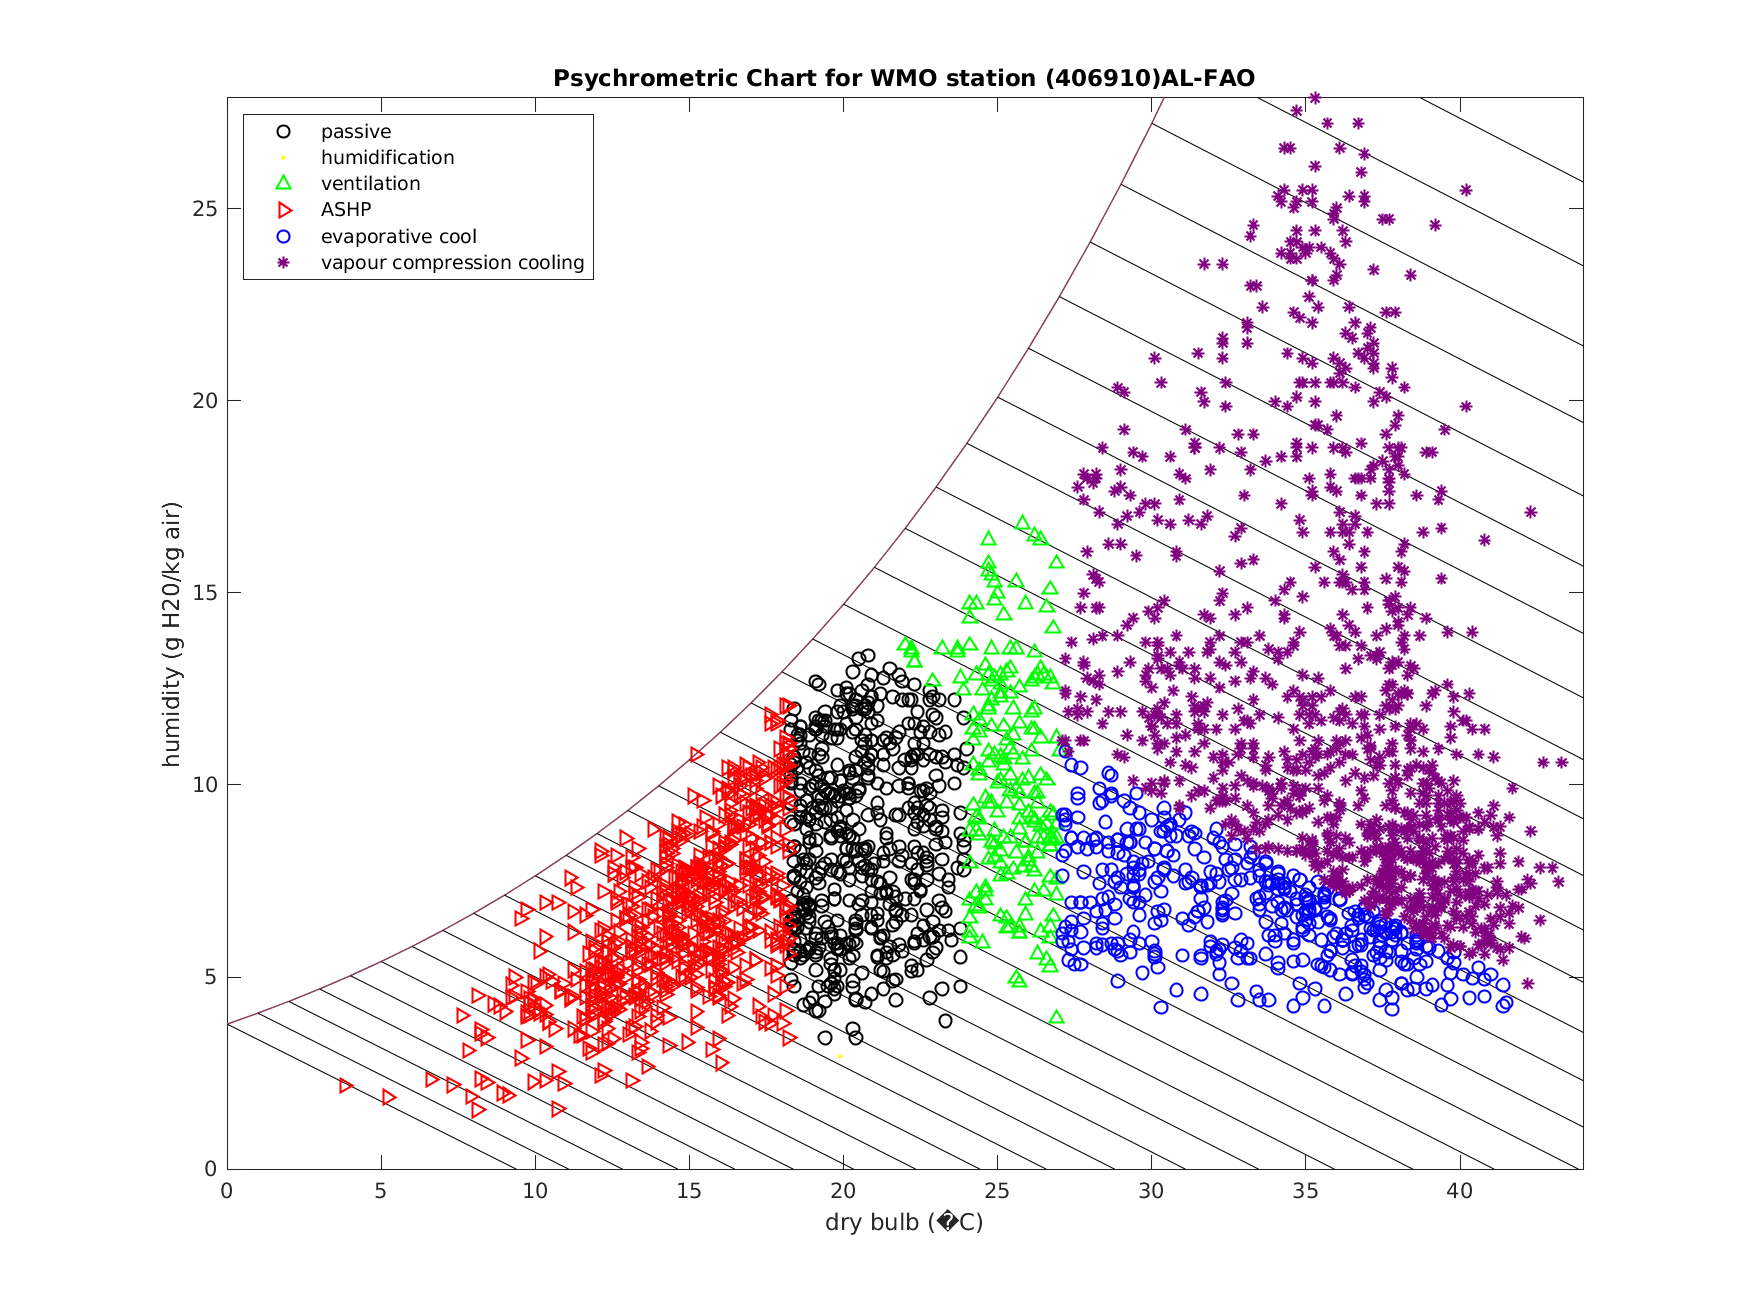 Psychrometric Chart for WMO station (406910)AL-FAO
passive
humidification
ventilation
ASHP
evaporative cool
vapour compression cooling
humidity (g H20/kg air)
25
20
15
10
5
0
0 5 10 15 20 25 30 35 40
dry bulb (�C)